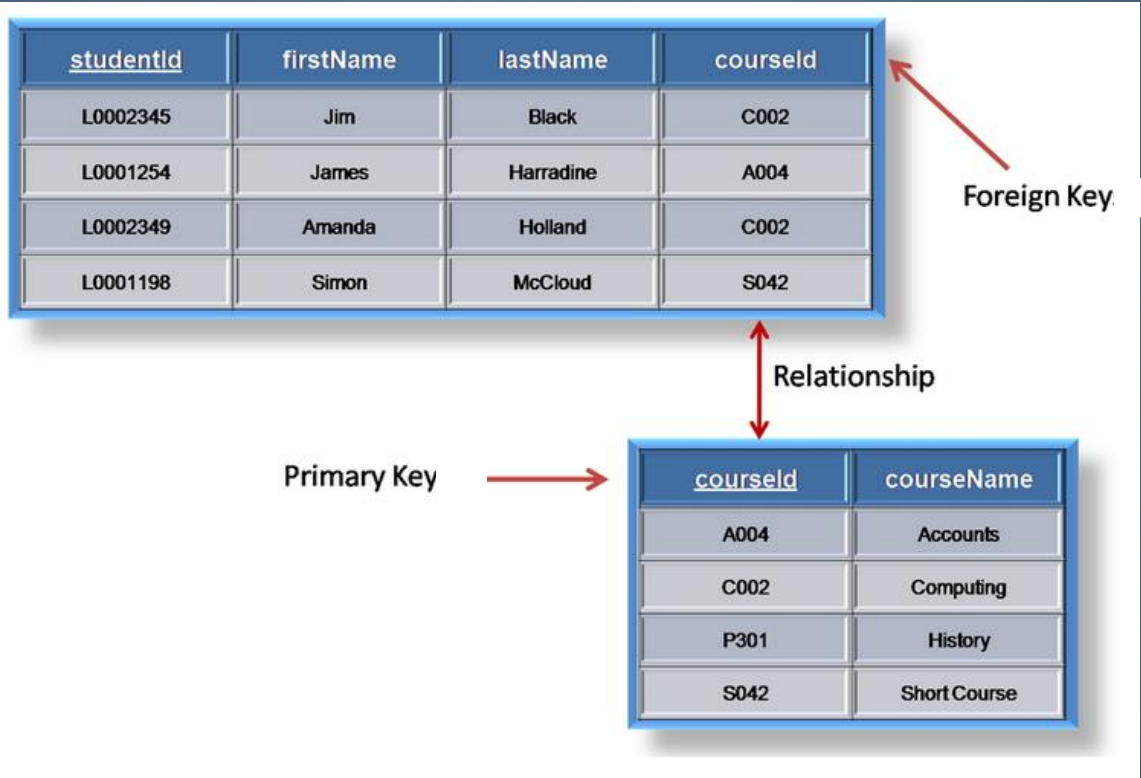 studentId firstName lastName courseId
L0002345 Jim Black C002
L0001254 James Harradine A004
L0002349 Amanda Holland C002
L0001198 Simon McCloud S042
Foreign Key
Relationship
Primary Key
courseId courseName
A004 Accounts
C002 Computing
P301 History
S042 Short Course